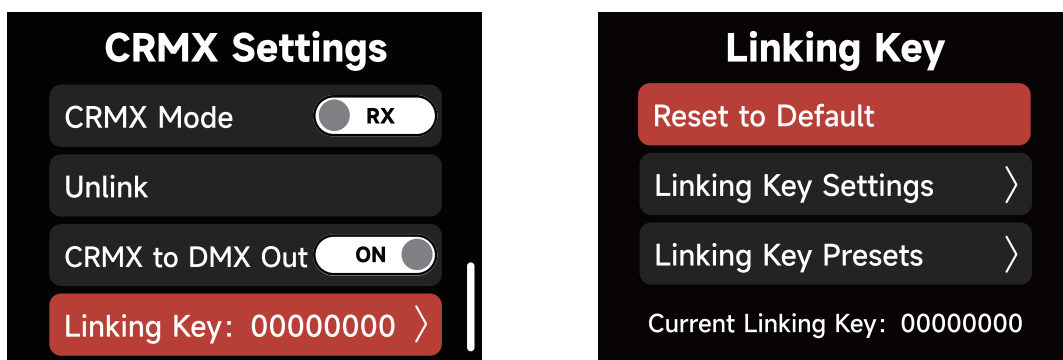 CRMX Settings
CRMX Mode RX
Unlink
CRMX to DMX Out ON
Linking Key: 00000000
Linking Key
Reset to Default
Linking Key Settings
Linking Key Presets
Current Linking Key: 00000000